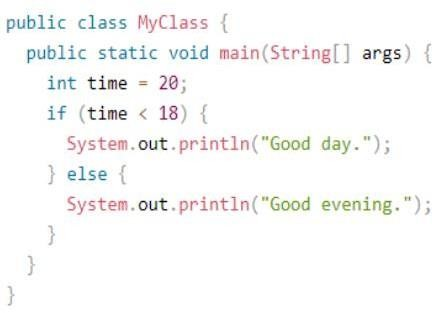 public class MyClass {
  public static void main(String[] args) {
    int time = 20;
    if (time < 18) {
      System.out.println("Good day.");
    } else {
      System.out.println("Good evening.");
    }
  }
}